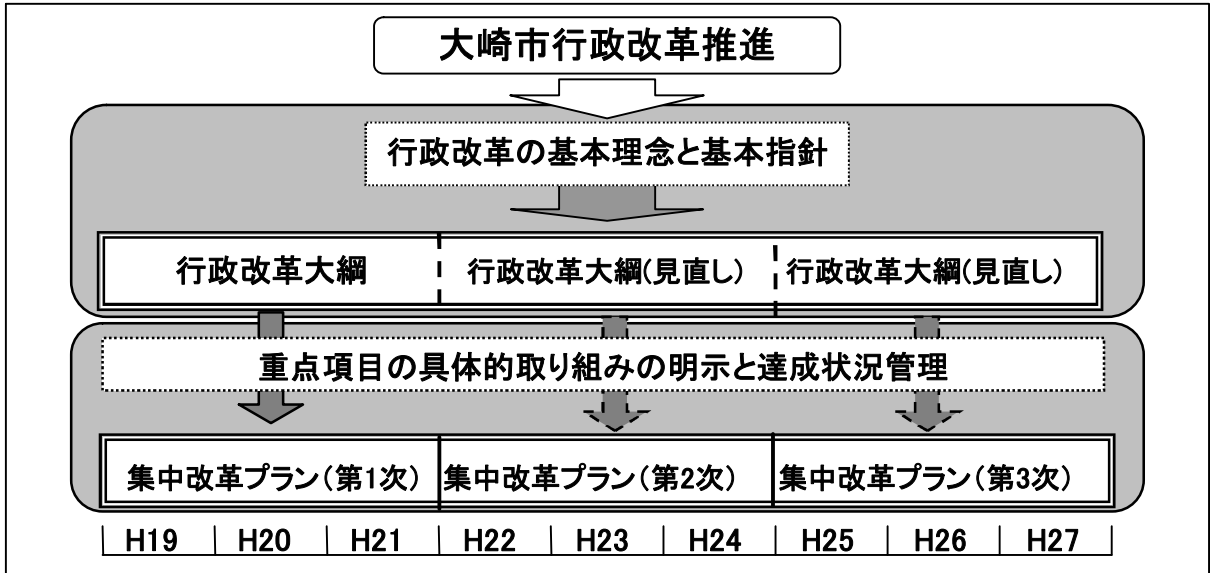 大崎市行政改革推進
行政改革の基本理念と基本指針
行政改革大綱 行政改革大綱(見直し) 行政改革大綱(見直し)
重点項目の具体的取り組みの明示と達成状況管理
集中改革プラン(第1次) 集中改革プラン(第2次) 集中改革プラン(第3次)
H19 H20 H21 H22 H23 H24 H25 H26 H27